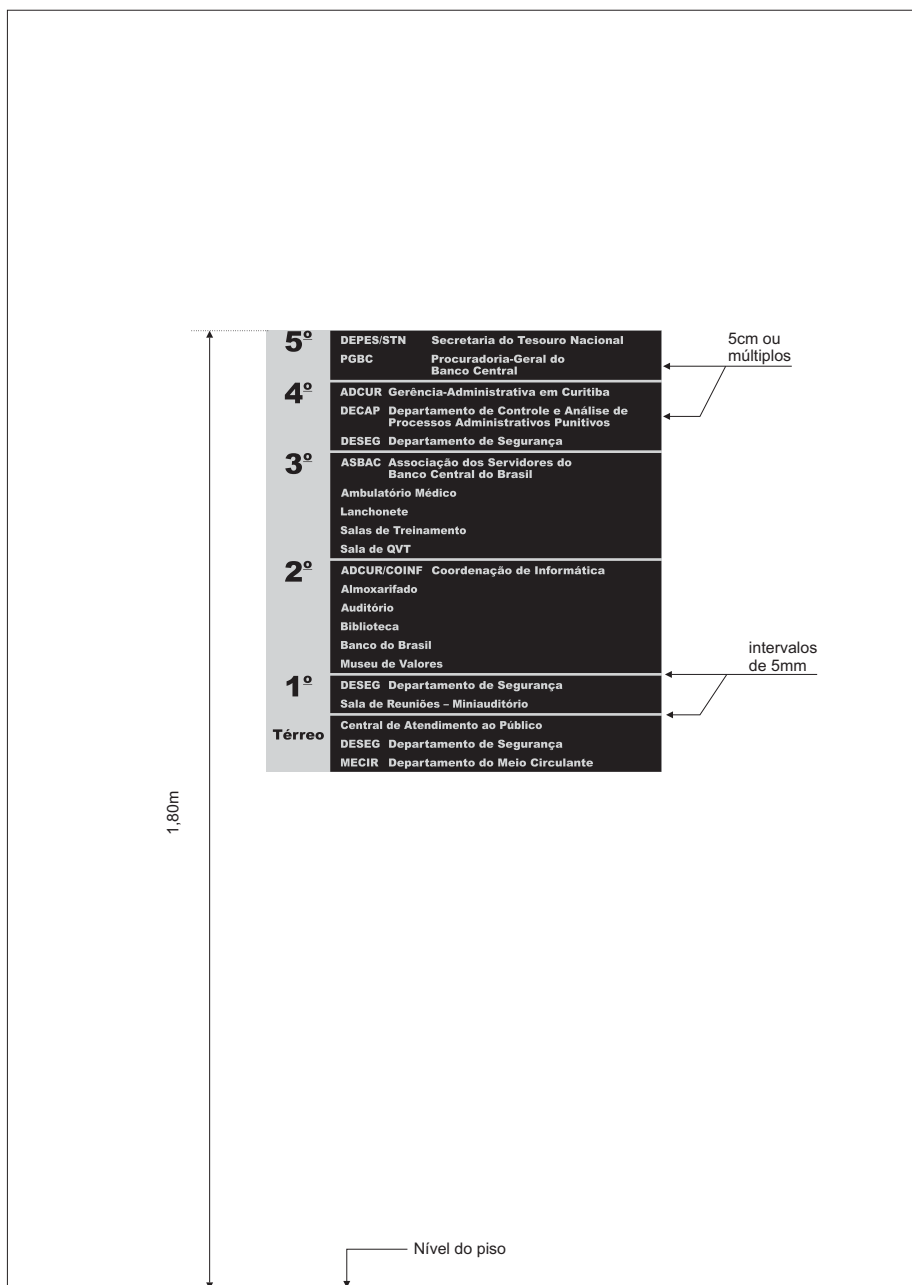 5º
DEPES/STN Secretaria do Tesouro Nacional
PGBC Procuradoria-Geral do
Banco Central
5cm ou
múltiplos
4º
ADCUR Gerência-Administrativa em Curitiba
DECAP Departamento de Controle e Análise de
Processos Administrativos Punitivos
DESEG Departamento de Segurança
3º
ASBAC Associação dos Servidores do
Banco Central do Brasil
Ambulatório Médico
Lanchonete
Salas de Treinamento
Sala de QVT
2º
ADCUR/COINF Coordenação de Informática
Almoxarifado
Auditório
Biblioteca
Banco do Brasil
Museu de Valores
intervalos
de 5mm
1º
DESEG Departamento de Segurança
Sala de Reuniões – Miniauditório
Térreo
Central de Atendimento ao Público
DESEG Departamento de Segurança
MECIR Departamento do Meio Circulante
1,80m
Nível do piso